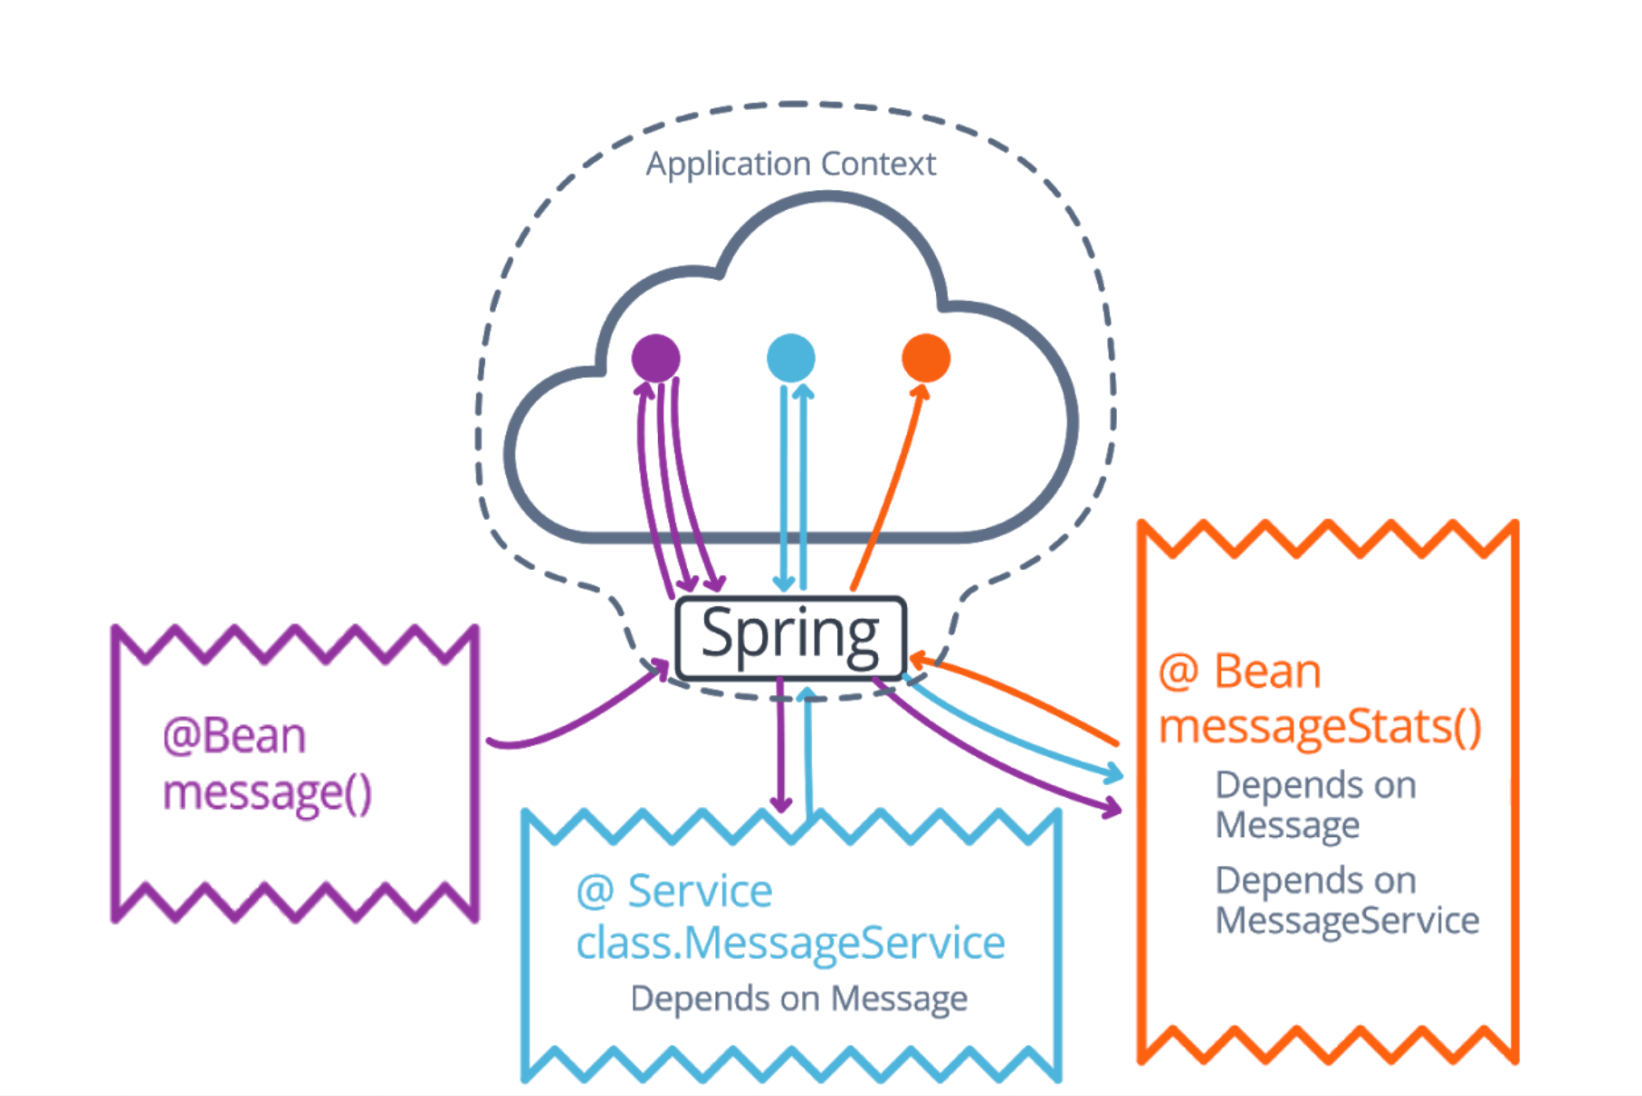 Application Context
Spring
@Bean
message()
@ Service
class.MessageService
Depends on Message
@ Bean
messageStats()
Depends on
Message
Depends on
MessageService